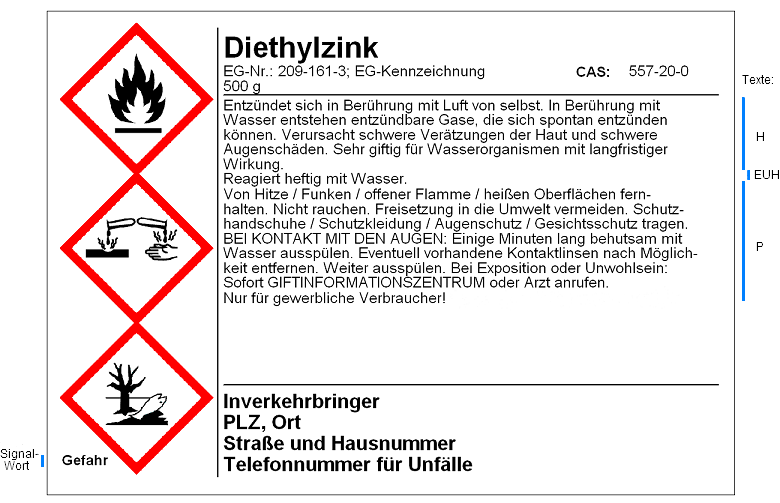 Diethylzink
EG-Nr.: 209-161-3; EG-Kennzeichnung CAS: 557-20-0
500 g
Entzündet sich in Berührung mit Luft von selbst. In Berührung mit
Wasser entstehen entzündbare Gase, die sich spontan entzünden
können. Verursacht schwere Verätzungen der Haut und schwere
Augenschäden. Sehr giftig für Wasserorganismen mit langfristiger
Wirkung.
Reagiert heftig mit Wasser.
Von Hitze / Funken / offener Flamme / heißen Oberflächen fern-
halten. Nicht rauchen. Freisetzung in die Umwelt vermeiden. Schutz-
handschuhe / Schutzkleidung / Augenschutz / Gesichtsschutz tragen.
BEI KONTAKT MIT DEN AUGEN: Einige Minuten lang behutsam mit
Wasser ausspülen. Eventuell vorhandene Kontaktlinsen nach Möglich-
keit entfernen. Weiter ausspülen. Bei Exposition oder Unwohlsein:
Sofort GIFTINFORMATIONSZENTRUM oder Arzt anrufen.
Nur für gewerbliche Verbraucher!
Inverkehrbringer
PLZ, Ort
Straße und Hausnummer
Telefonnummer für Unfälle
Signal-
Wort
Gefahr
Texte:
H
EUH
P